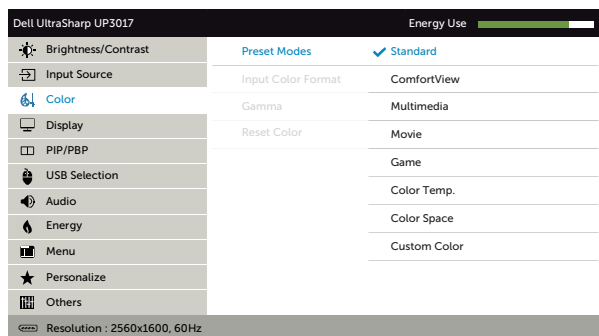 Dell UltraSharp UP3017
Energy Use
Brightness/Contrast
Input Source
Color
Display
PIP/PBP
USB Selection
Audio
Energy
Menu
Personalize
Others
Preset Modes
Input Color Format
Gamma
Reset Color
Standard
ComfortView
Multimedia
Movie
Game
Color Temp.
Color Space
Custom Color
Resolution : 2560x1600, 60Hz